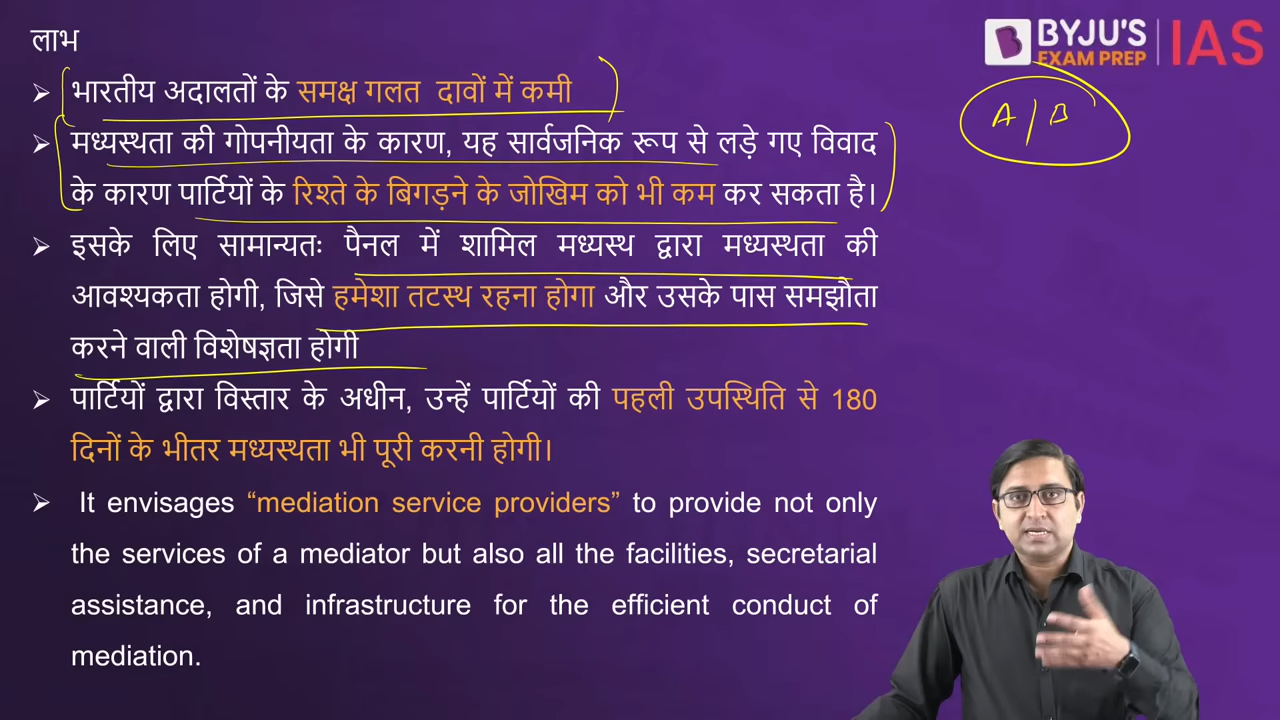 लाभ
BYJU'S
EXAM PREP
IAS
A/B
➢ भारतीय अदालतों के समक्ष गलत दावों में कमी
➢ मध्यस्थता की गोपनीयता के कारण, यह सार्वजनिक रूप से लड़े गए विवाद
के कारण पार्टियों के रिश्ते के बिगड़ने के जोखिम को भी कम कर सकता है।
➢ इसके लिए सामान्यतः पैनल में शामिल मध्यस्थ द्वारा मध्यस्थता की
आवश्यकता होगी, जिसे हमेशा तटस्थ रहना होगा और उसके पास समझौता
करने वाली विशेषज्ञता होगी
➢ पार्टियों द्वारा विस्तार के अधीन, उन्हें पार्टियों की पहली उपस्थिति से 180
दिनों के भीतर मध्यस्थता भी पूरी करनी होगी।
➢ It envisages “mediation service providers” to provide not only
the services of a mediator but also all the facilities, secretarial
assistance, and infrastructure for the efficient conduct of
mediation.